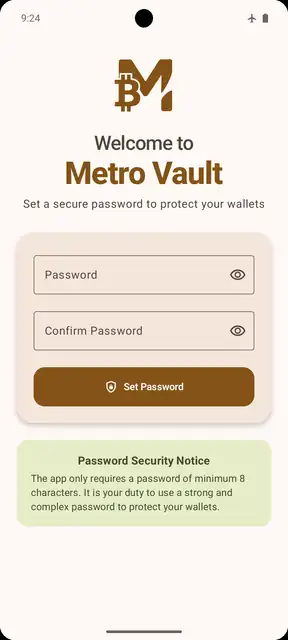 9:24
Welcome to
Metro Vault
Set a secure password to protect your wallets
Password
Confirm Password
Set Password
Password Security Notice
The app only requires a password of minimum 8
characters. It is your duty to use a strong and
complex password to protect your wallets.